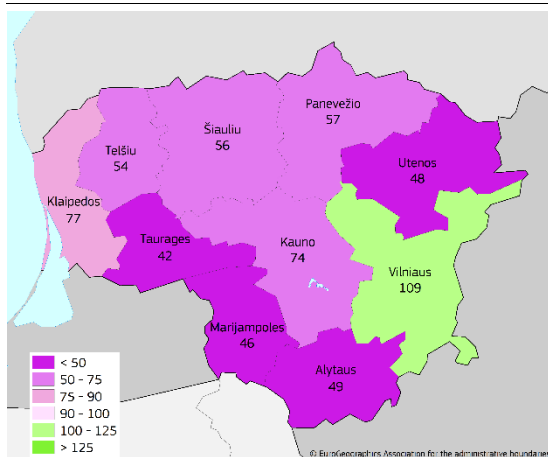 Panevežio
57
Šiauliu
56
Telšiu
54
Utenos
48
Klaipedos
77
Taurages
42
Kauno
74
Vilniaus
109
Marijampoles
46
Alytaus
49
< 50
50 - 75
75 - 90
90 - 100
100 - 125
> 125
© EuroGeographics Association for the administrative boundaries